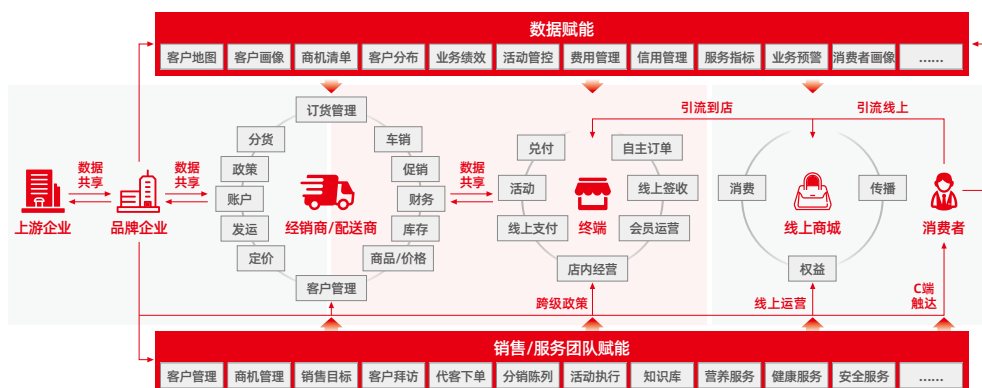 数据赋能
客户地图 客户画像 商机清单 客户分布 业务绩效 活动管控 费用管理 信用管理 服务指标 业务预警 消费者画像 ......
订货管理
引流到店 引流线上
分货 车销 兑付 自主订单
数据
共享
数据
共享
政策 促销
数据
共享
账户 财务 活动 线上签收 消费 传播
上游企业 品牌企业 发运 经销商/配送商 库存 线上支付 终端 会员运营 线上商城 消费者
定价 商品/价格 店内经营 权益
客户管理
跨级政策 线上运营
C端
触达
销售/服务团队赋能
客户管理 商机管理 销售目标 客户拜访 代客下单 分销陈列 活动执行 知识库 营养服务 健康服务 安全服务 ......